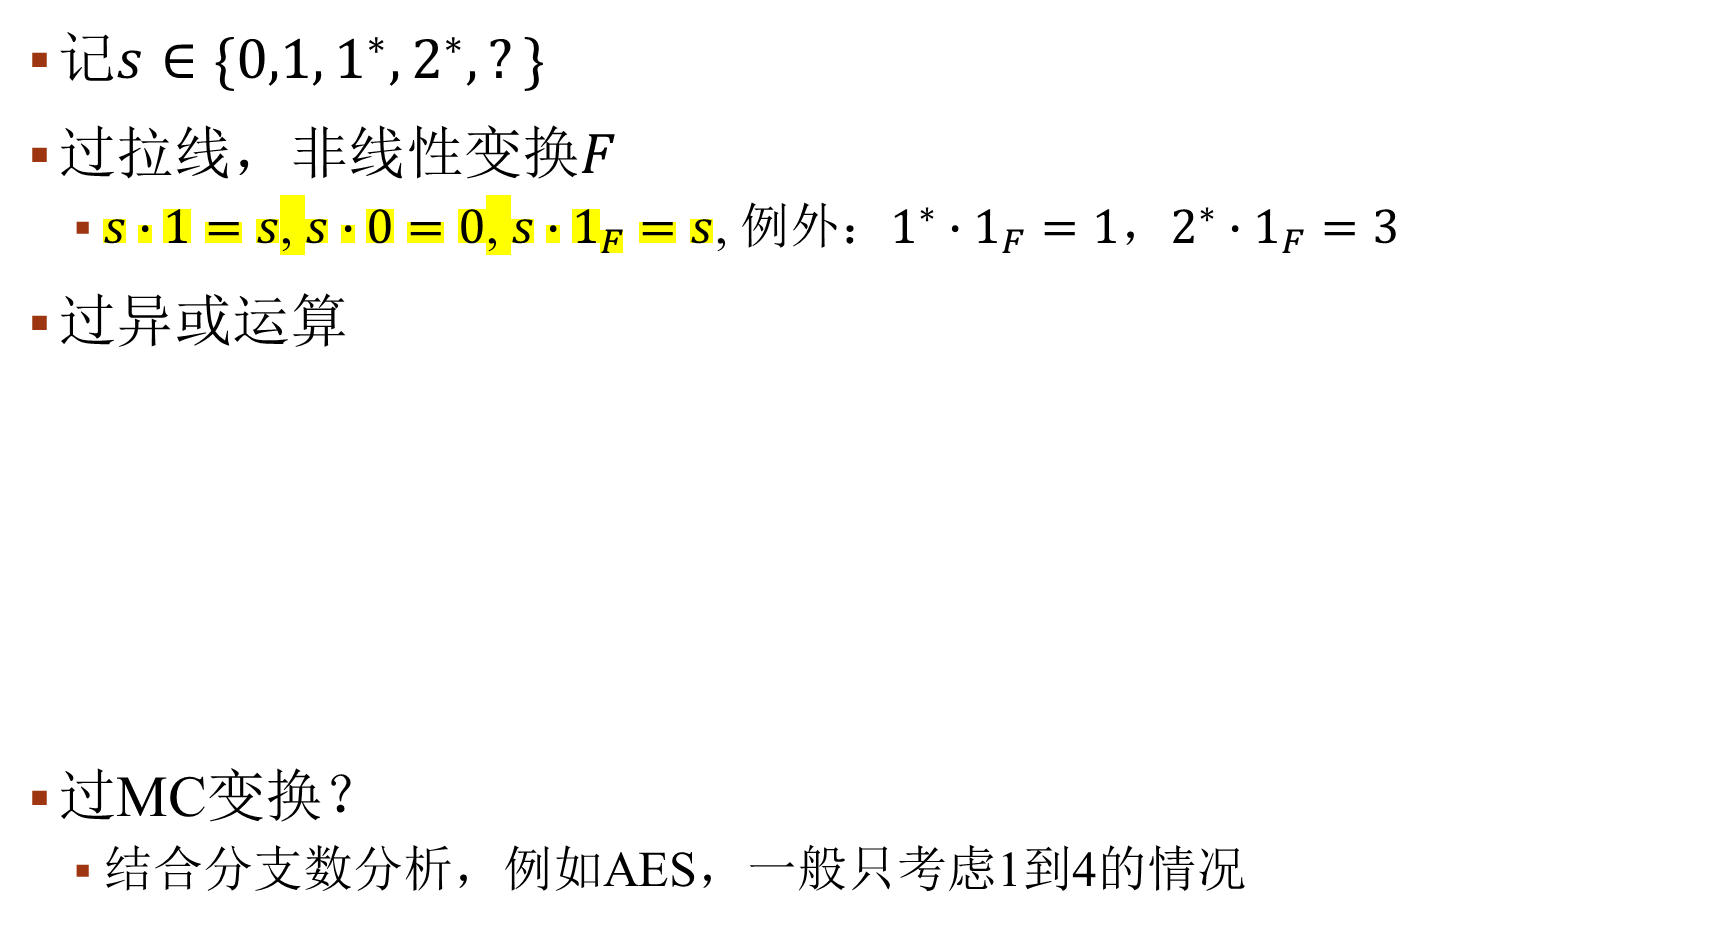 ▪记s ∈ {0,1, 1*, 2*, ? }
▪过拉线，非线性变换F
▪s · 1 = s, s · 0 = 0, s · 1_F = s, 例外：1* · 1_F = 1，2* · 1_F = 3
▪过异或运算
▪过MC变换？
▪结合分支数分析，例如AES，一般只考虑1到4的情况